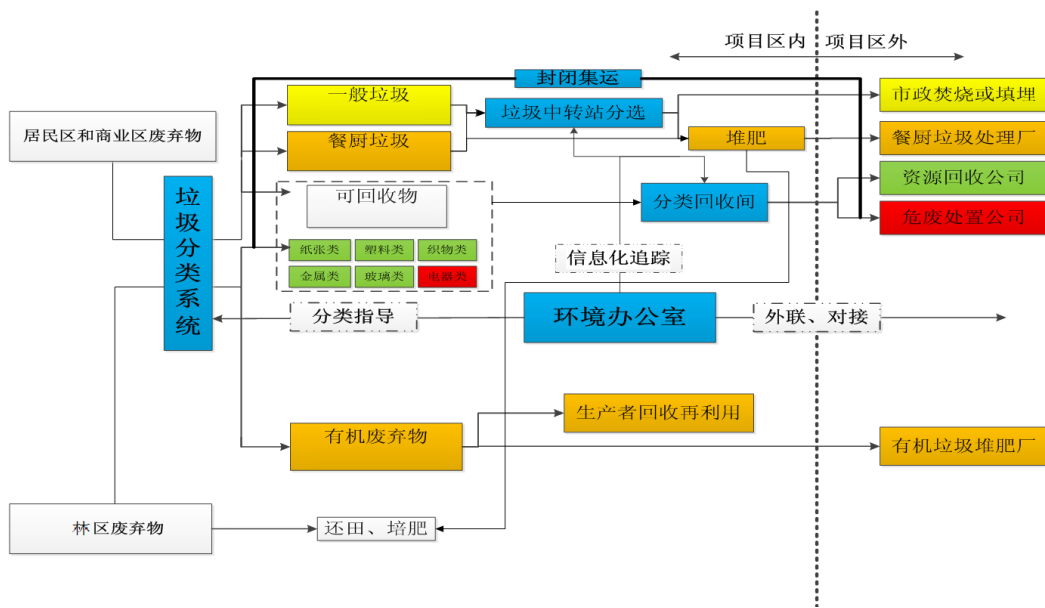 项目区内
项目区外
封闭集运
一般垃圾
市政焚烧或填埋
垃圾中转站分选
居民区和商业区废弃物
餐厨垃圾
堆肥
餐厨垃圾处理厂
垃圾分类系统
可回收物
分类回收间
资源回收公司
危废处置公司
纸张类
塑料类
织物类
金属类
玻璃类
电器类
信息化追踪
分类指导
环境办公室
外联、对接
生产者回收再利用
有机废弃物
有机垃圾堆肥厂
林区废弃物
还田、培肥